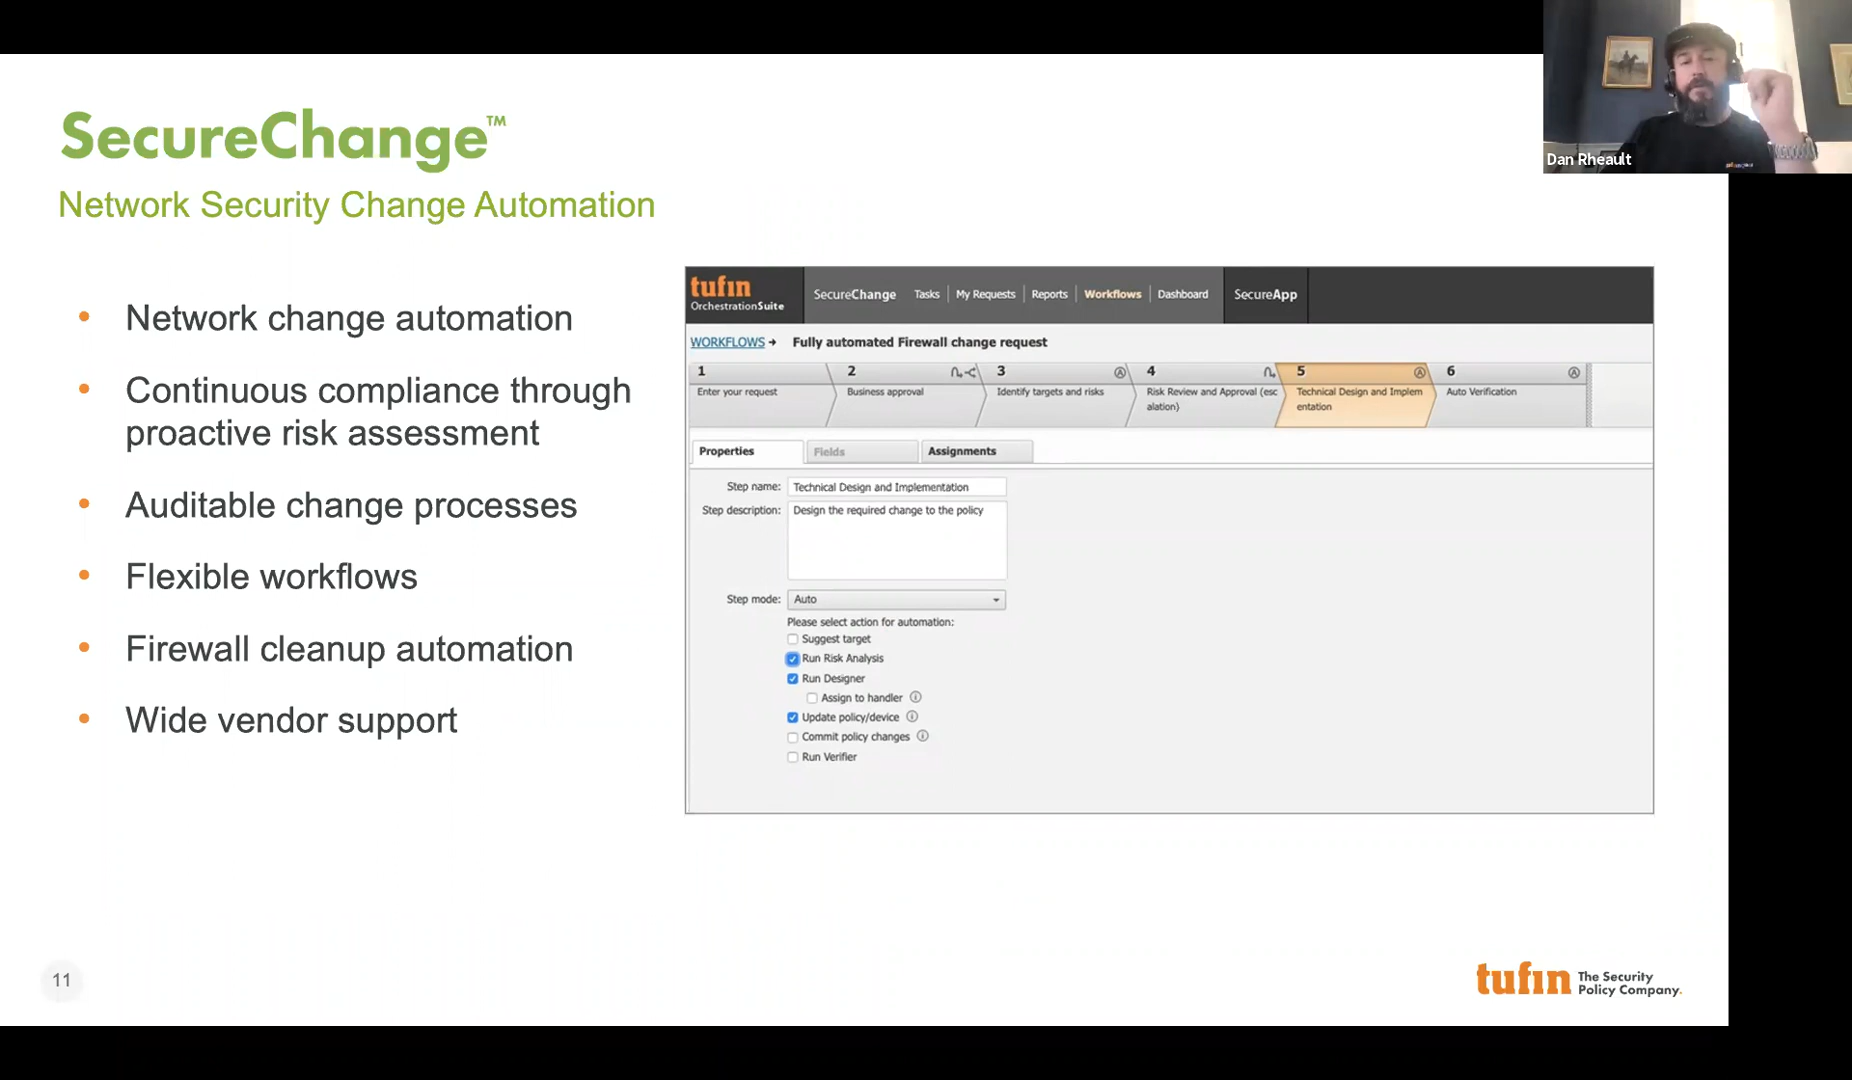 SecureChange™
Network Security Change Automation
• Network change automation
• Continuous compliance through
proactive risk assessment
• Auditable change processes
• Flexible workflows
• Firewall cleanup automation
• Wide vendor support
11
Dan Rheault
tufin
OrchestrationSuite
SecureChange Tasks My Requests Reports Workflows Dashboard SecureApp
WORKFLOWS → Fully automated Firewall change request
1
Enter your request
2
Business approval
3
Identify targets and risks
4
Risk Review and Approval (esc
alation)
5
Technical Design and Implem
entation
6
Auto Verification
Properties Fields Assignments
Step name: Technical Design and Implementation
Step description: Design the required change to the policy
Step mode: Auto
Please select action for automation:
Suggest target
Run Risk Analysis
Run Designer
Assign to handler
Update policy/device
Commit policy changes
Run Verifier
tufin The Security
Policy Company.